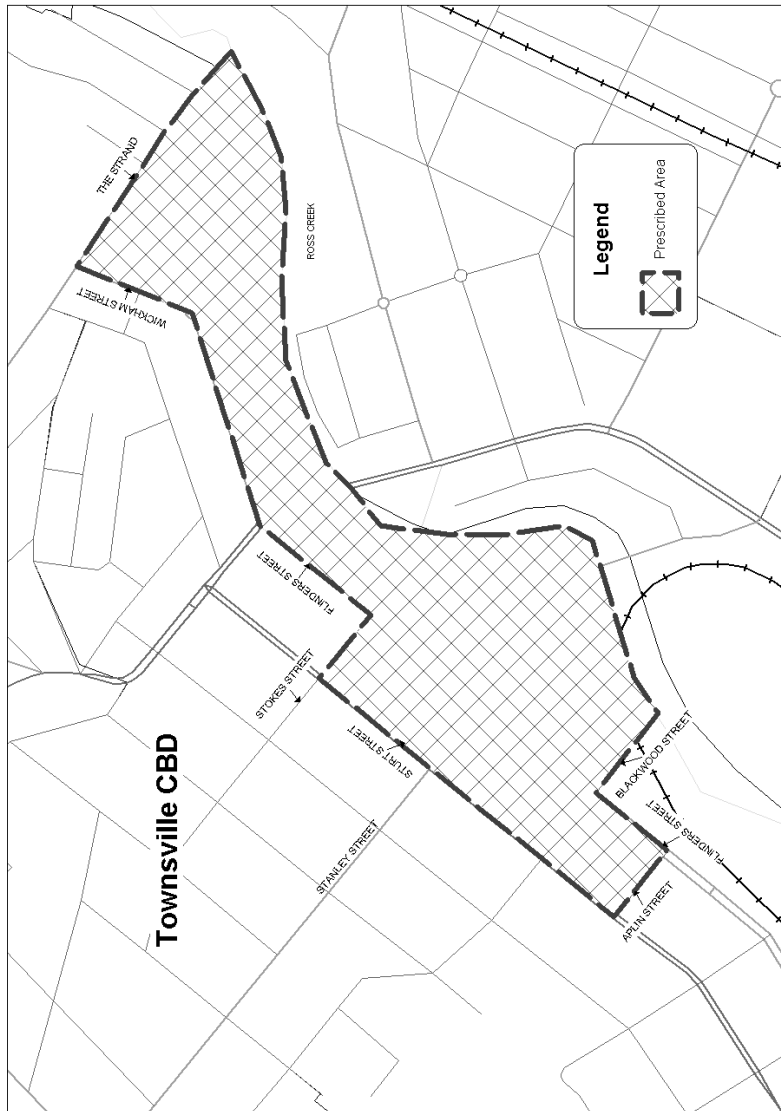 Townsville CBD
THE STRAND
WICKHAM STREET
ROSS CREEK
FLINDERS STREET
STOKES STREET
STURT STREET
STANLEY STREET
BLACKWOOD STREET
FLINDERS STREET
APLIN STREET
Legend
Prescribed Area